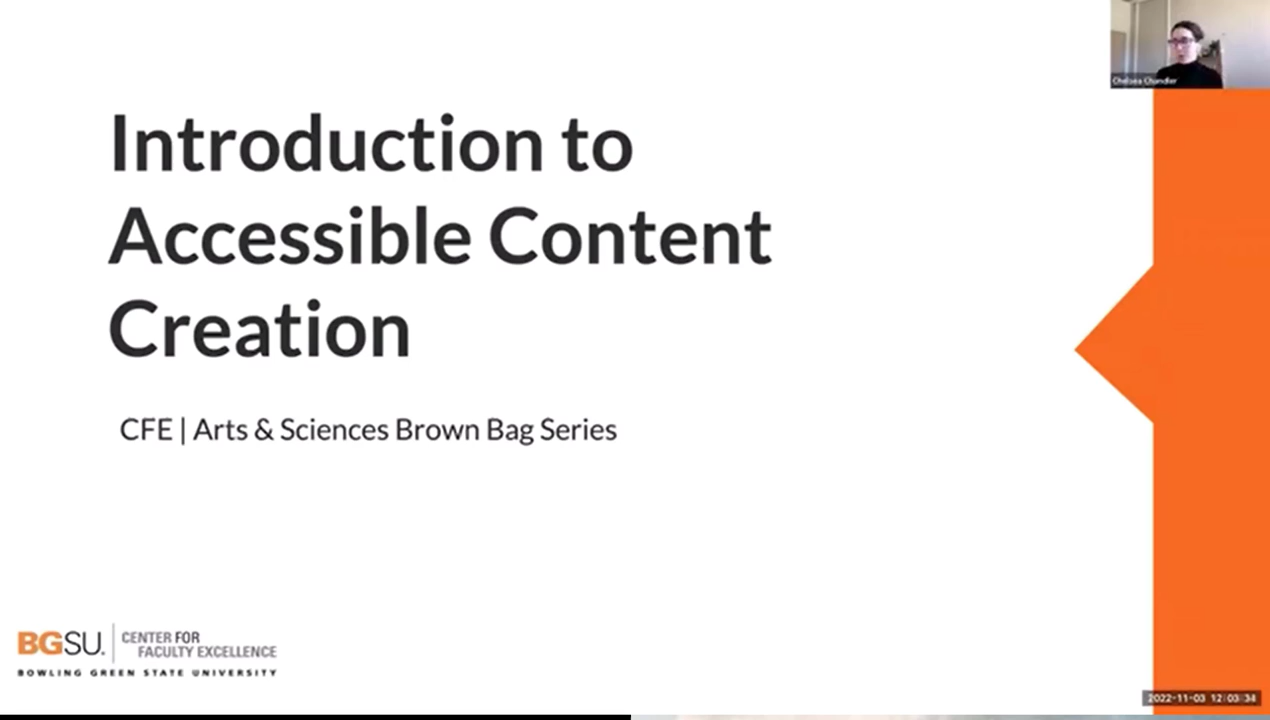 Chelsea Chandler
Introduction to
Accessible Content
Creation
CFE | Arts & Sciences Brown Bag Series
BGSU. CENTER FOR
FACULTY EXCELLENCE
BOWLING GREEN STATE UNIVERSITY
2022-11-03 12:03:34